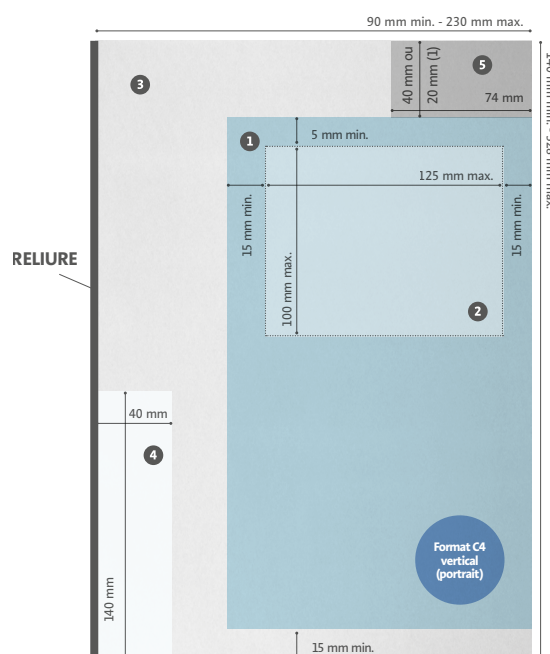 90 mm min. - 230 mm max.
40 mm ou
20 mm (1)
5
74 mm
3
1
5 mm min.
125 mm max.
15 mm min.
15 mm min.
100 mm max.
RELIURE
2
40 mm
4
Format C4
vertical
(portrait)
140 mm
15 mm min.